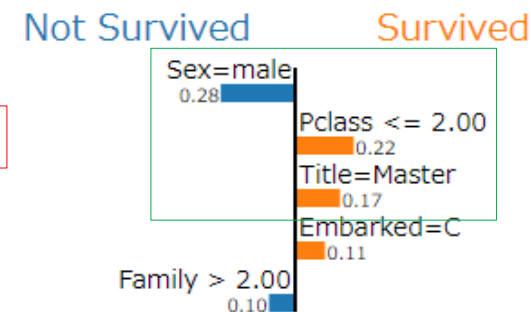 Not Survived Survived
Sex=male
0.28
Pclass <= 2.00
0.22
Title=Master
0.17
Embarked=C
0.11
Family > 2.00
0.10